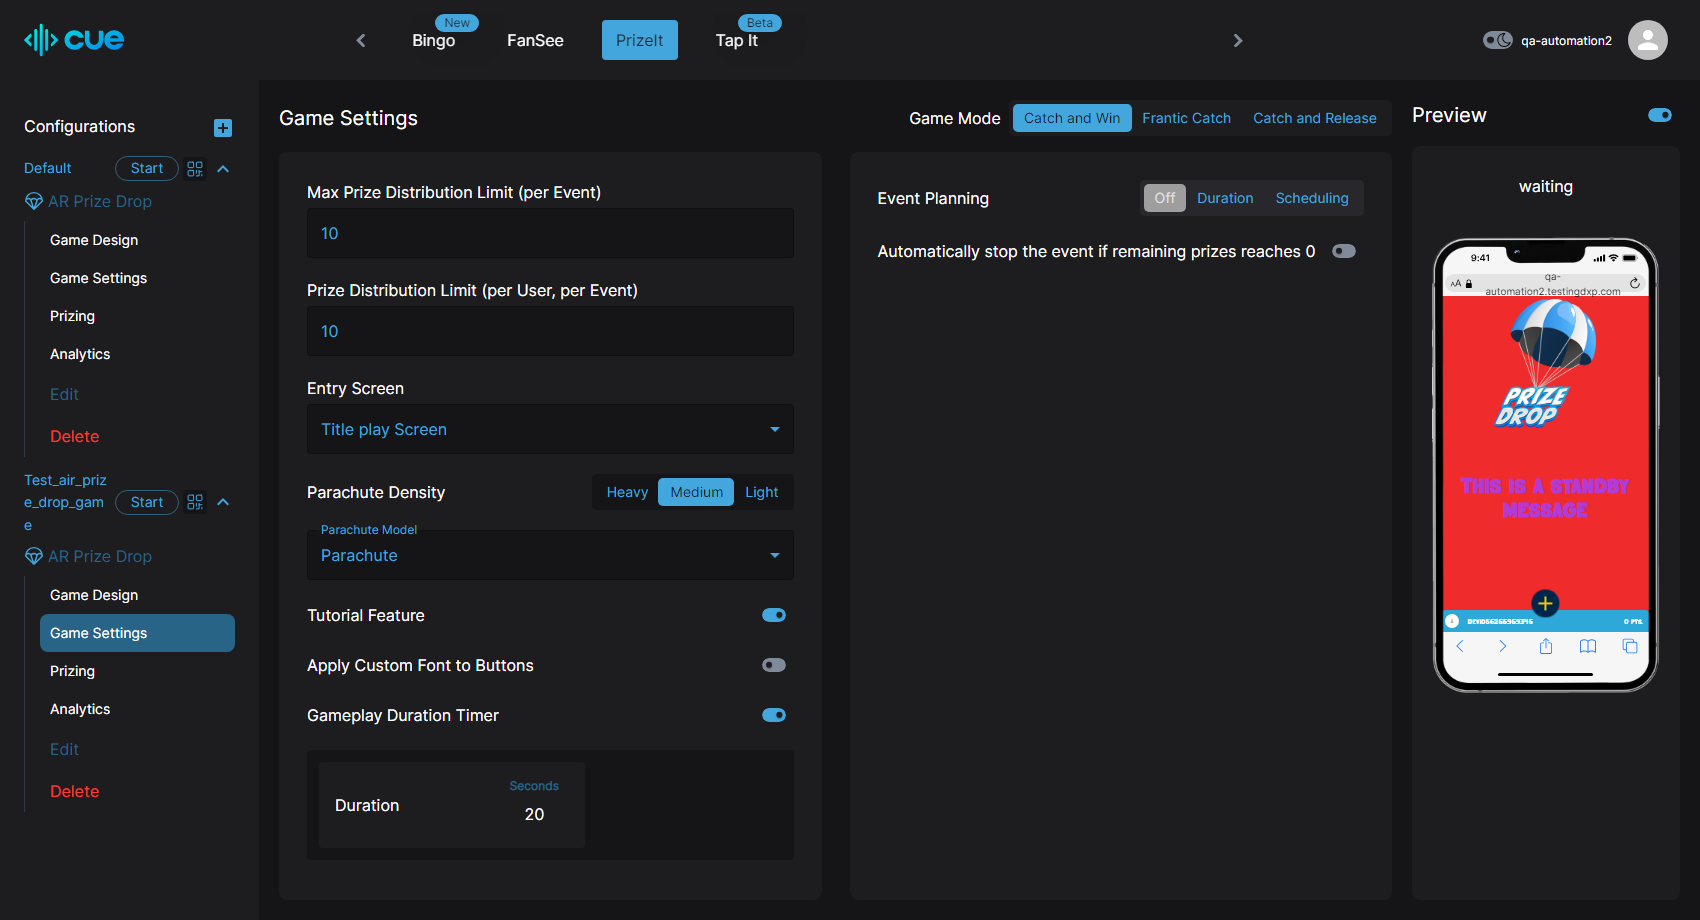 cue
New
Bingo
FanSee
PrizeIt
Beta
Tap It
qa-automation2
Configurations
Default
Start
AR Prize Drop
Game Design
Game Settings
Prizing
Analytics
Edit
Delete
Test_air_priz
e_drop_gam
e
Start
AR Prize Drop
Game Design
Game Settings
Prizing
Analytics
Edit
Delete
Game Settings
Game Mode
Catch and Win
Frantic Catch
Catch and Release
Max Prize Distribution Limit (per Event)
10
Prize Distribution Limit (per User, per Event)
10
Entry Screen
Title play Screen
Parachute Density
Heavy
Medium
Light
Parachute Model
Parachute
Tutorial Feature
Apply Custom Font to Buttons
Gameplay Duration Timer
Duration
Seconds
20
Event Planning
Off
Duration
Scheduling
Automatically stop the event if remaining prizes reaches 0
Preview
waiting
9:41
AA
qa-
automation2.testingdxp.com
PRIZE
DROP
THIS IS A STANDBY
MESSAGE
0 PTS.